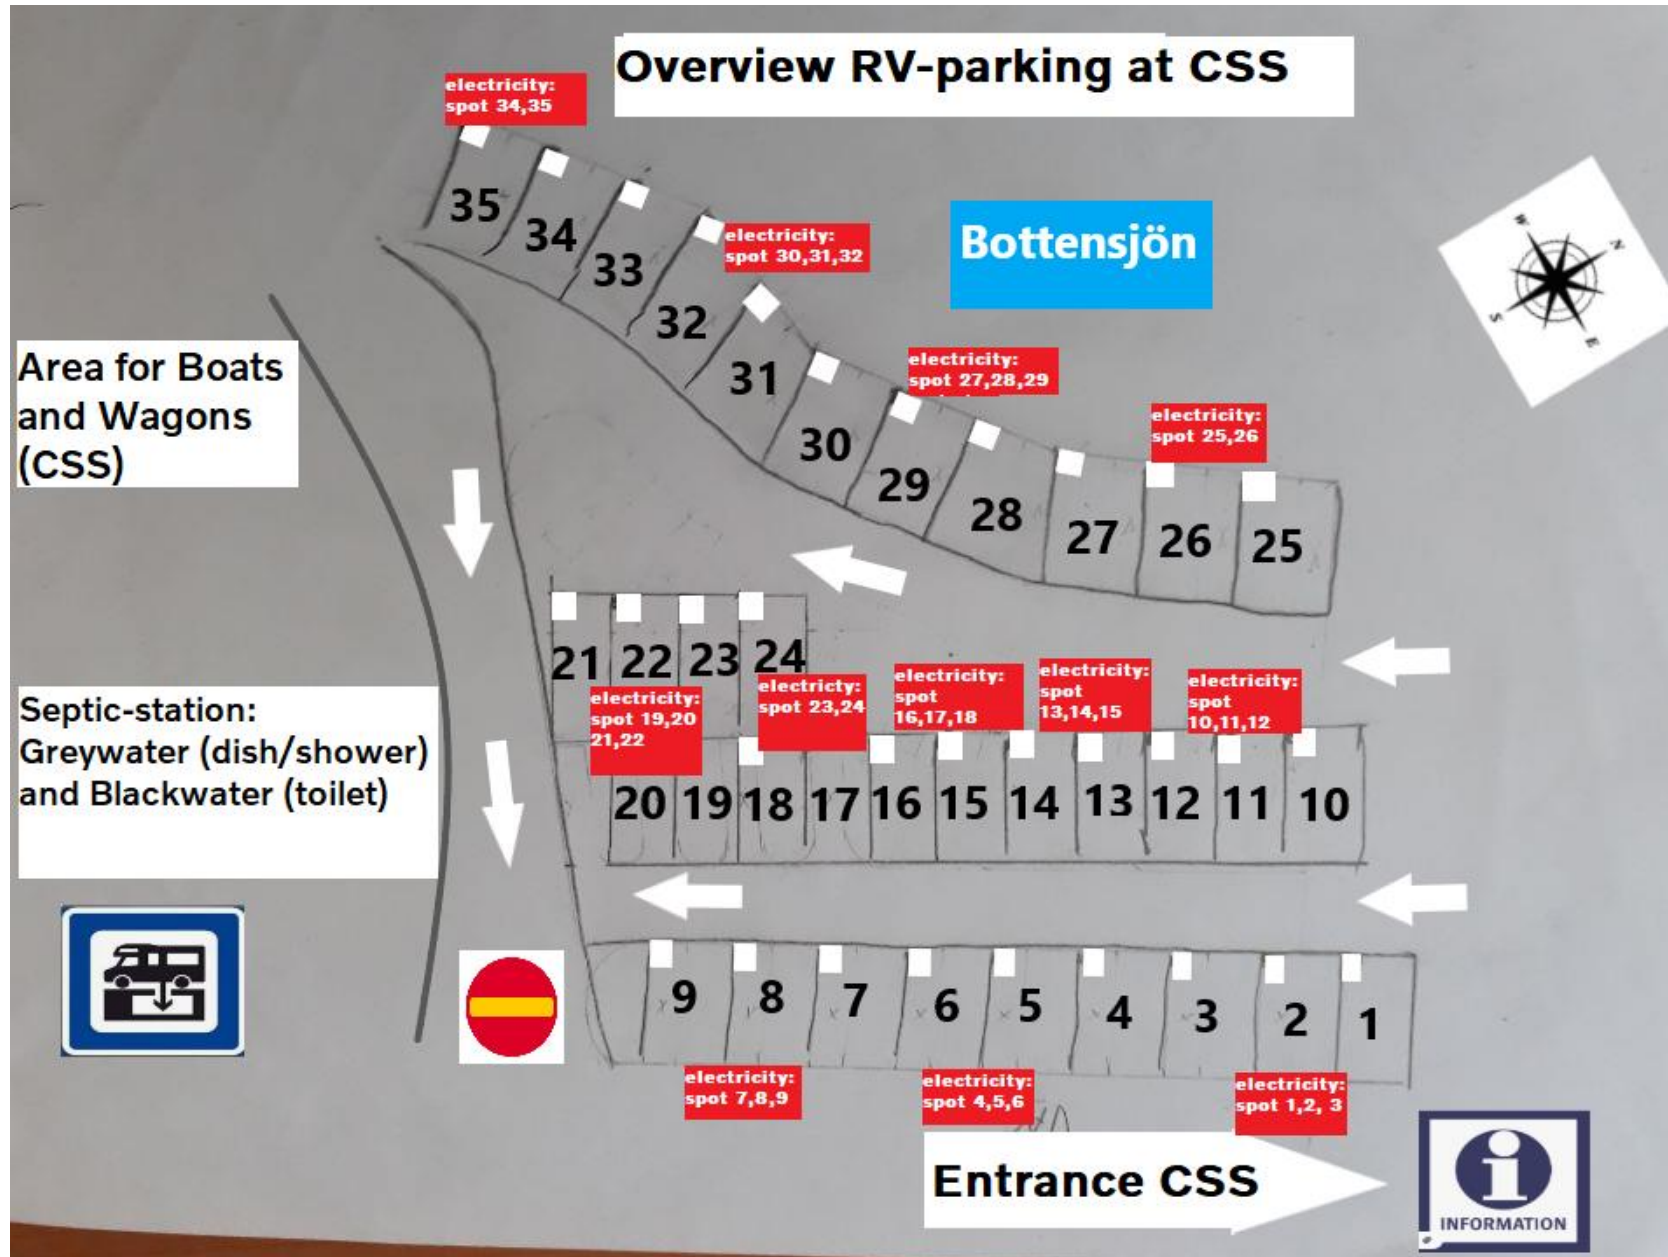 Overview RV-parking at CSS
electricity:
spot 34,35
35
34
33
32
31
30
29
28
27
26
25
electricity:
spot 30,31,32
Bottensjön
W
N
S
E
electricity:
spot 27,28,29
electricity:
spot 25,26
Area for Boats
and Wagons
(CSS)
21
22
23
24
electricity:
spot 19,20
21,22
electricty:
spot 23,24
electricity:
spot
16,17,18
electricity:
spot
13,14,15
electricity:
spot
10,11,12
Septic-station:
Greywater (dish/shower)
and Blackwater (toilet)
20
19
18
17
16
15
14
13
12
11
10
9
8
7
6
5
4
3
2
1
electricity:
spot 7,8,9
electricity:
spot 4,5,6
electricity:
spot 1,2, 3
Entrance CSS
i
INFORMATION